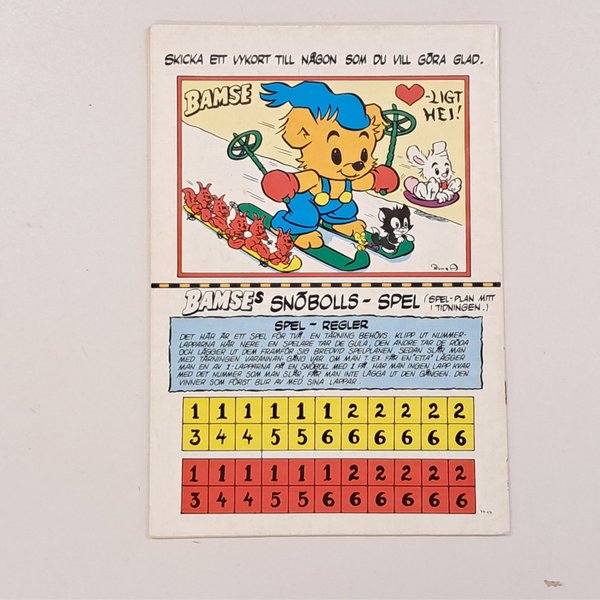 SKICKA ETT VYKORT TILL NÅGON SOM DU VILL GÖRA GLAD.
BAMSE
-LIGT
HEJ!
Rune A
BAMSEs SNÖBOLLS - SPEL (SPEL-PLAN MITT
I TIDNINGEN.)
SPEL - REGLER
DET HÄR ÄR ETT SPEL FÖR TVÅ. EN TÄRNING BEHÖVS. KLIPP UT NUMMER-
LAPPARNA HÄR NERE. EN SPELARE TAR DE GULA, DEN ANDRE TAR DE RÖDA
OCH LÄGGER UT DEM FRAMFÖR SIG BREDVID SPELPLANEN. SEDAN SLÅR MAN
MED TÄRNINGEN VARANNAN GÅNG VAR. OM MAN T.EX. FÅR EN "ETTA" LÄGGER
MAN EN AV 1-LAPPARNA PÅ EN SNÖBOLL MED 1 PÅ. HAR MAN INGEN LAPP KVAR
MED DET NUMMER SOM MAN SLÅR, FÅR MAN INTE LÄGGA UT DEN GÅNGEN. DEN
VINNER SOM FÖRST BLIR AV MED SINA LAPPAR.
1 1 1 1 1 1 2 2 2 2 2 2
3 4 4 5 5 6 6 6 6 6 6
1 1 1 1 1 1 2 2 2 2 2
3 4 4 5 5 6 6 6 6 6 6